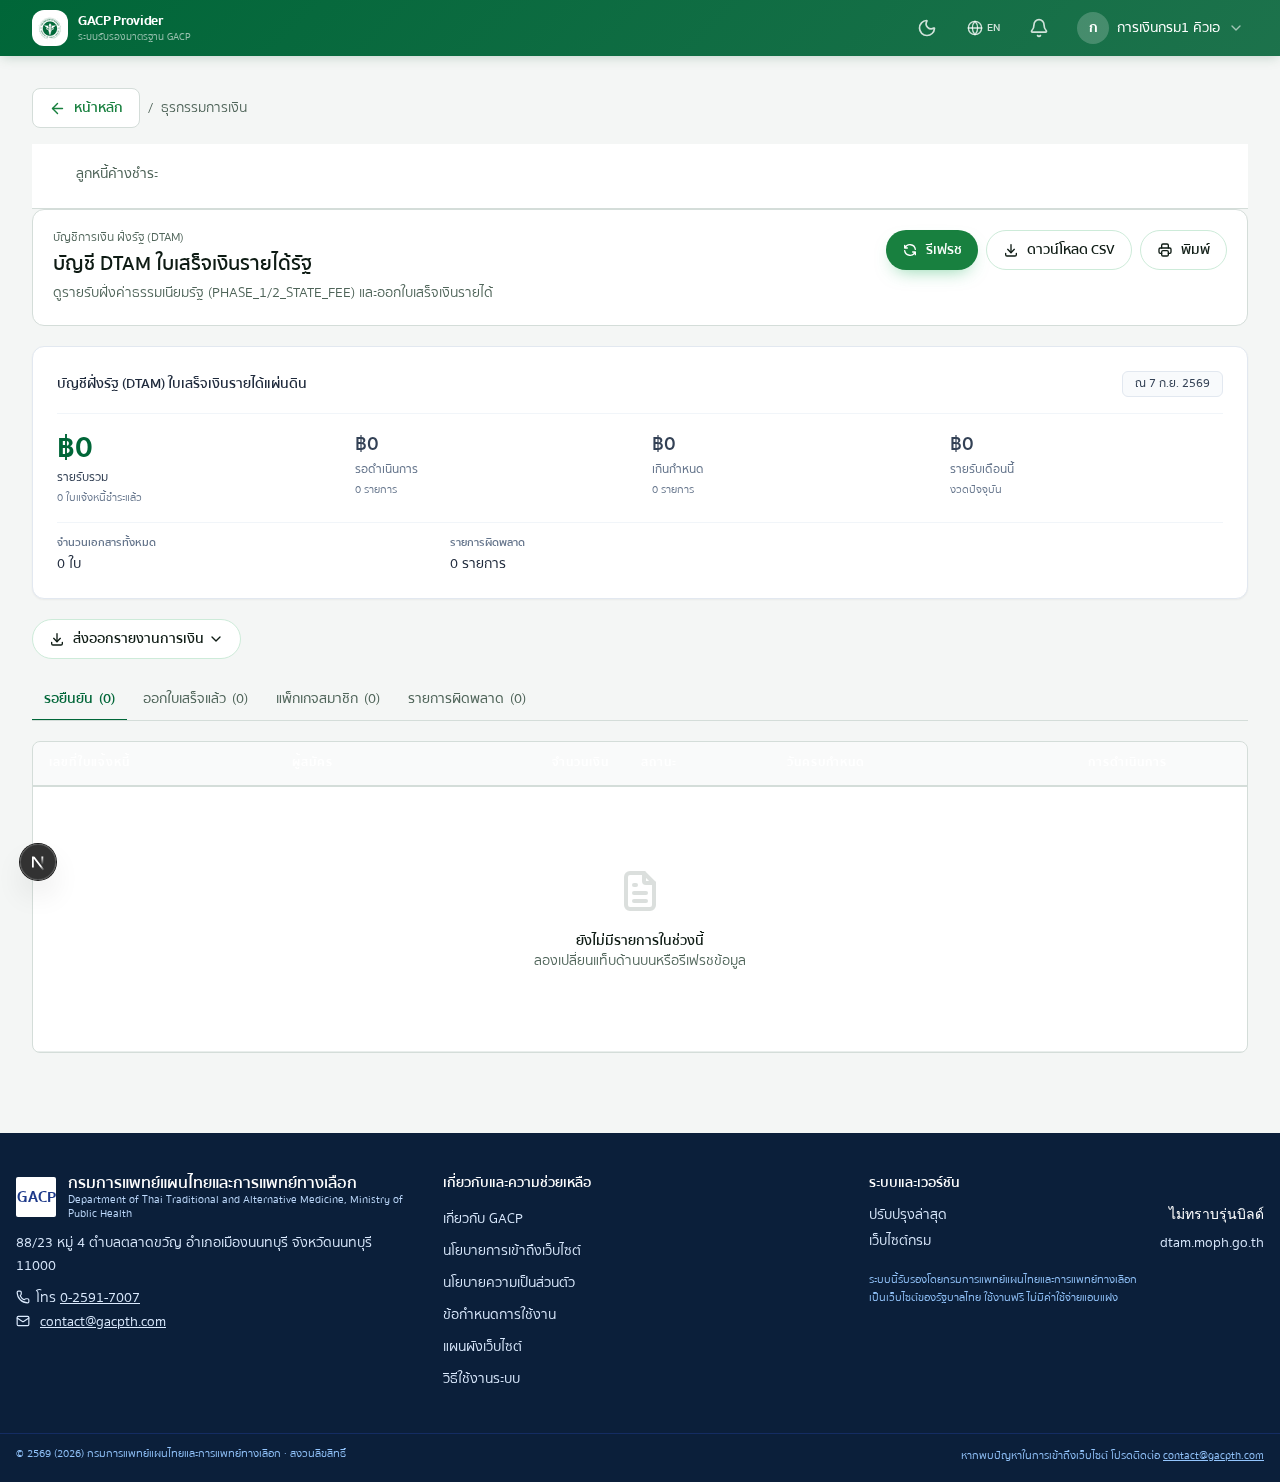 GACP Provider
ระบบรับรองมาตรฐาน GACP
EN
ก
การเงินกรม1 คิวเอ
หน้าหลัก / ธุรกรรมการเงิน
ลูกหนี้ค้างชำระ
บัญชีการเงิน ฝั่งรัฐ (DTAM)
บัญชี DTAM ใบเสร็จเงินรายได้รัฐ
ดูรายรับฝั่งค่าธรรมเนียมรัฐ (PHASE_1/2_STATE_FEE) และออกใบเสร็จเงินรายได้
รีเฟรช
ดาวน์โหลด CSV
พิมพ์
บัญชีฝั่งรัฐ (DTAM) ใบเสร็จเงินรายได้แผ่นดิน
ณ 7 ก.ย. 2569
฿0
รายรับรวม
0 ใบแจ้งหนี้ชำระแล้ว
฿0
รอดำเนินการ
0 รายการ
฿0
เกินกำหนด
0 รายการ
฿0
รายรับเดือนนี้
งวดปัจจุบัน
จำนวนเอกสารทั้งหมด
0 ใบ
รายการผิดพลาด
0 รายการ
ส่งออกรายงานการเงิน
รอยืนยัน (0)
ออกใบเสร็จแล้ว (0)
แพ็กเกจสมาชิก (0)
รายการผิดพลาด (0)
N
ยังไม่มีรายการในช่วงนี้
ลองเปลี่ยนแท็บด้านบนหรือรีเฟรชข้อมูล
GACP
กรมการแพทย์แผนไทยและการแพทย์ทางเลือก
Department of Thai Traditional and Alternative Medicine, Ministry of
Public Health
88/23 หมู่ 4 ตำบลตลาดขวัญ อำเภอเมืองนนทบุรี จังหวัดนนทบุรี
11000
โทร 0-2591-7007
contact@gacpth.com
เกี่ยวกับและความช่วยเหลือ
เกี่ยวกับ GACP
นโยบายการเข้าถึงเว็บไซต์
นโยบายความเป็นส่วนตัว
ข้อกำหนดการใช้งาน
แผนผังเว็บไซต์
วิธีใช้งานระบบ
ระบบและเวอร์ชัน
ปรับปรุงล่าสุด ไม่ทราบรุ่นบิลด์
เว็บไซต์กรม dtam.moph.go.th
ระบบนี้รับรองโดยกรมการแพทย์แผนไทยและการแพทย์ทางเลือก
เป็นเว็บไซต์ของรัฐบาลไทย ใช้งานฟรี ไม่มีค่าใช้จ่ายแอบแฝง
© 2569 (2026) กรมการแพทย์แผนไทยและการแพทย์ทางเลือก · สงวนลิขสิทธิ์
หากพบปัญหาในการเข้าถึงเว็บไซต์ โปรดติดต่อ contact@gacpth.com